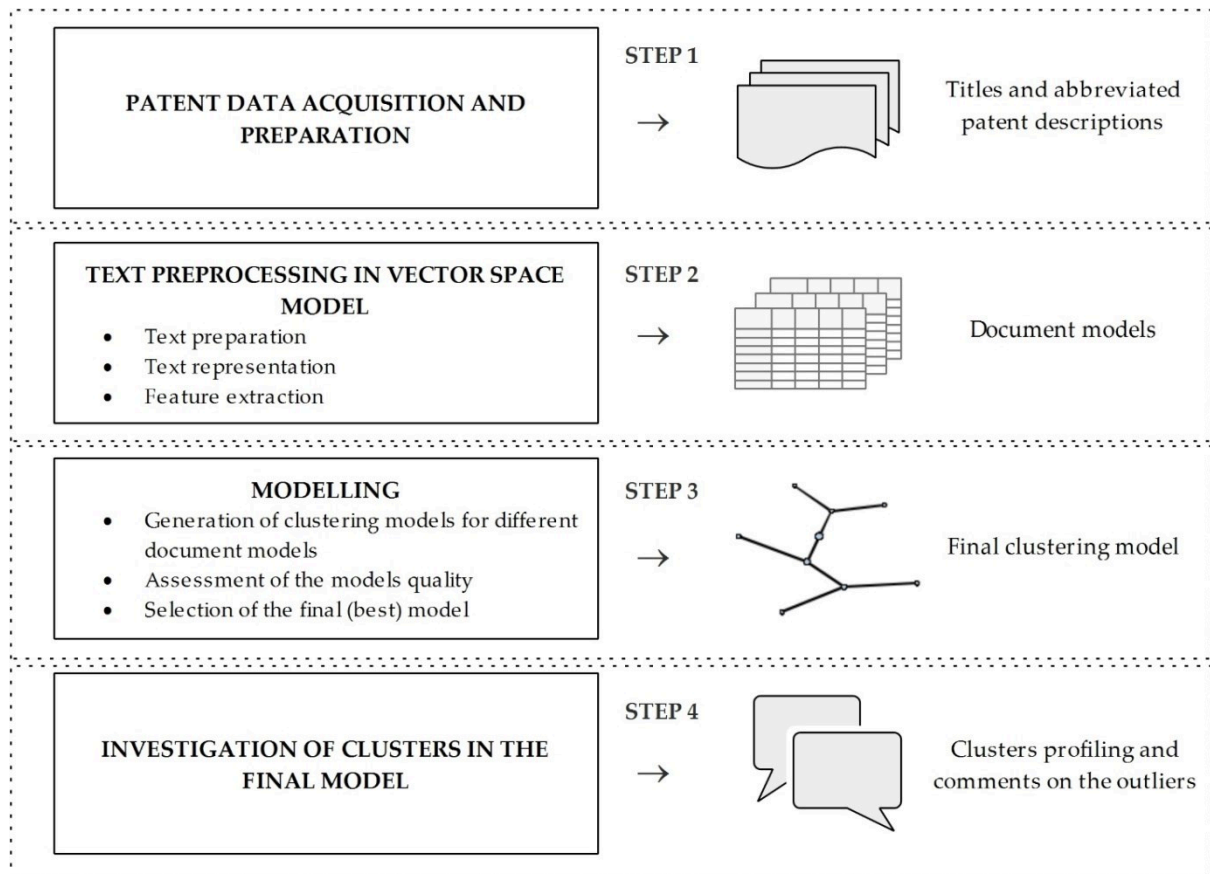 PATENT DATA ACQUISITION AND
PREPARATION
STEP 1
→
Titles and abbreviated
patent descriptions
TEXT PREPROCESSING IN VECTOR SPACE
MODEL
• Text preparation
• Text representation
• Feature extraction
STEP 2
→
Document models
MODELLING
• Generation of clustering models for different
document models
• Assessment of the models quality
• Selection of the final (best) model
STEP 3
→
Final clustering model
INVESTIGATION OF CLUSTERS IN THE
FINAL MODEL
STEP 4
→
Clusters profiling and
comments on the outliers